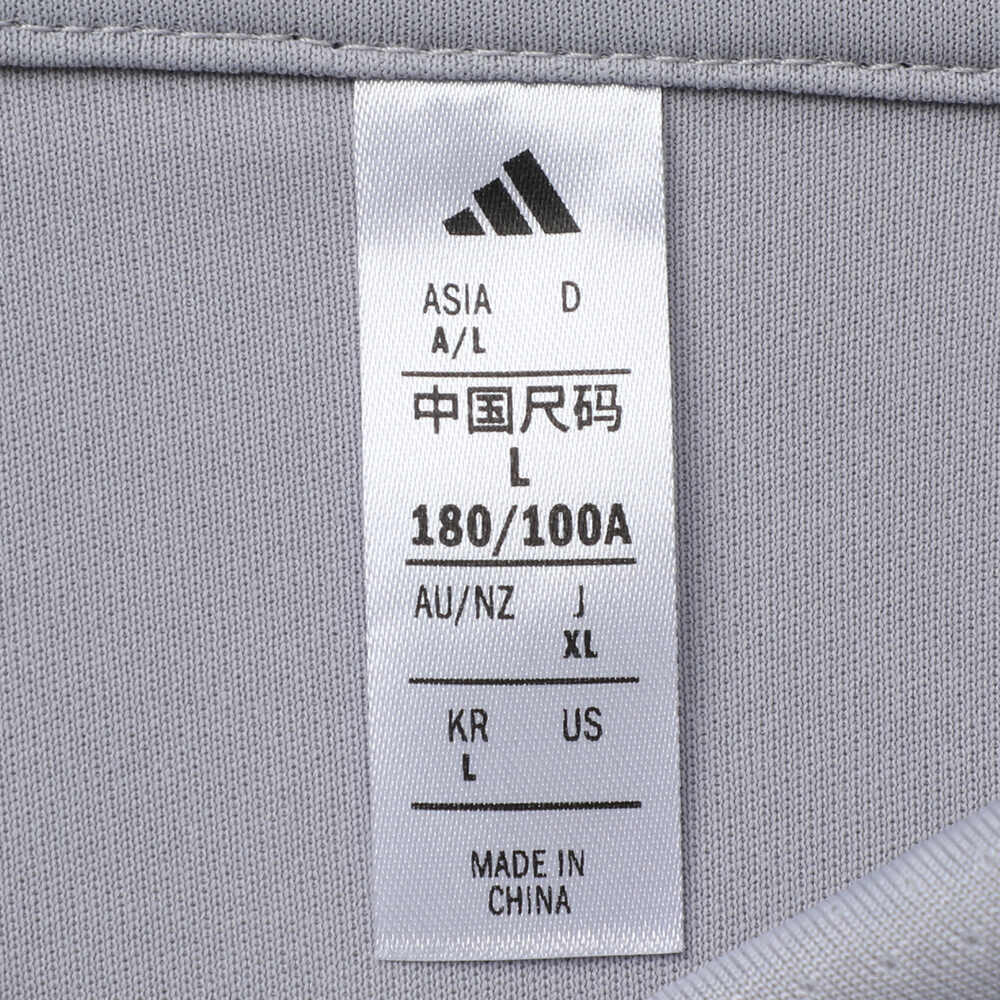 ASIA D
A/L
中国尺码
L
180/100A
AU/NZ J
XL
KR US
L
MADE IN
CHINA